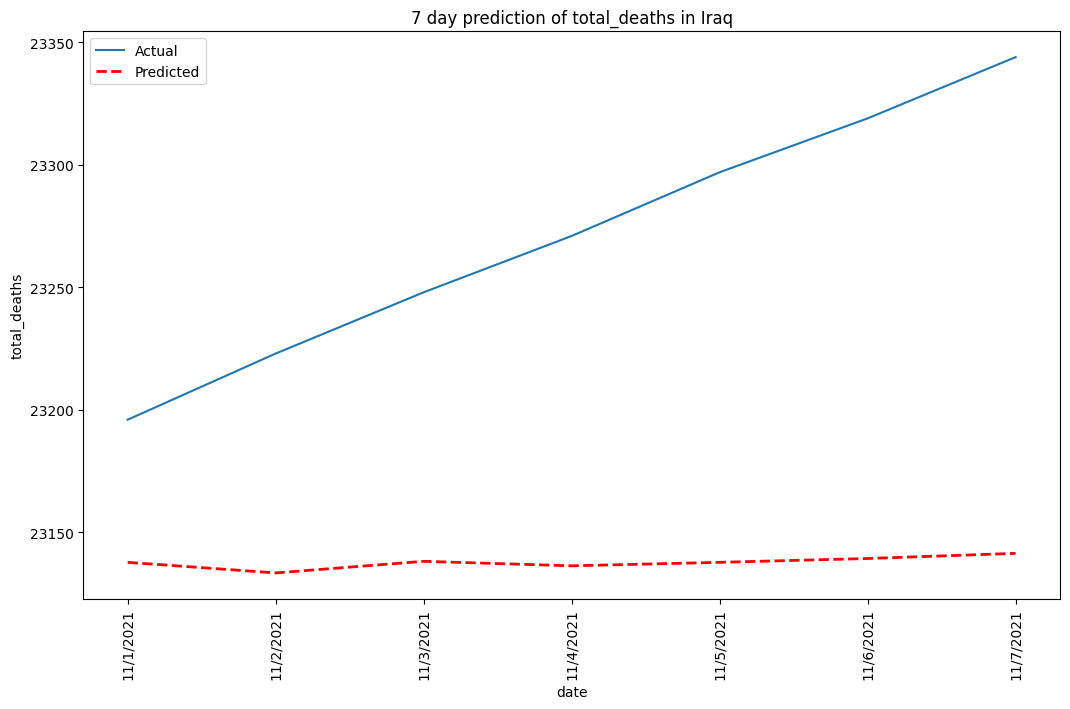 7 day prediction of total_deaths in Iraq
Actual
Predicted
23350
23300
23250
23200
23150
total_deaths
11/1/2021
11/2/2021
11/3/2021
11/4/2021
11/5/2021
11/6/2021
11/7/2021
date